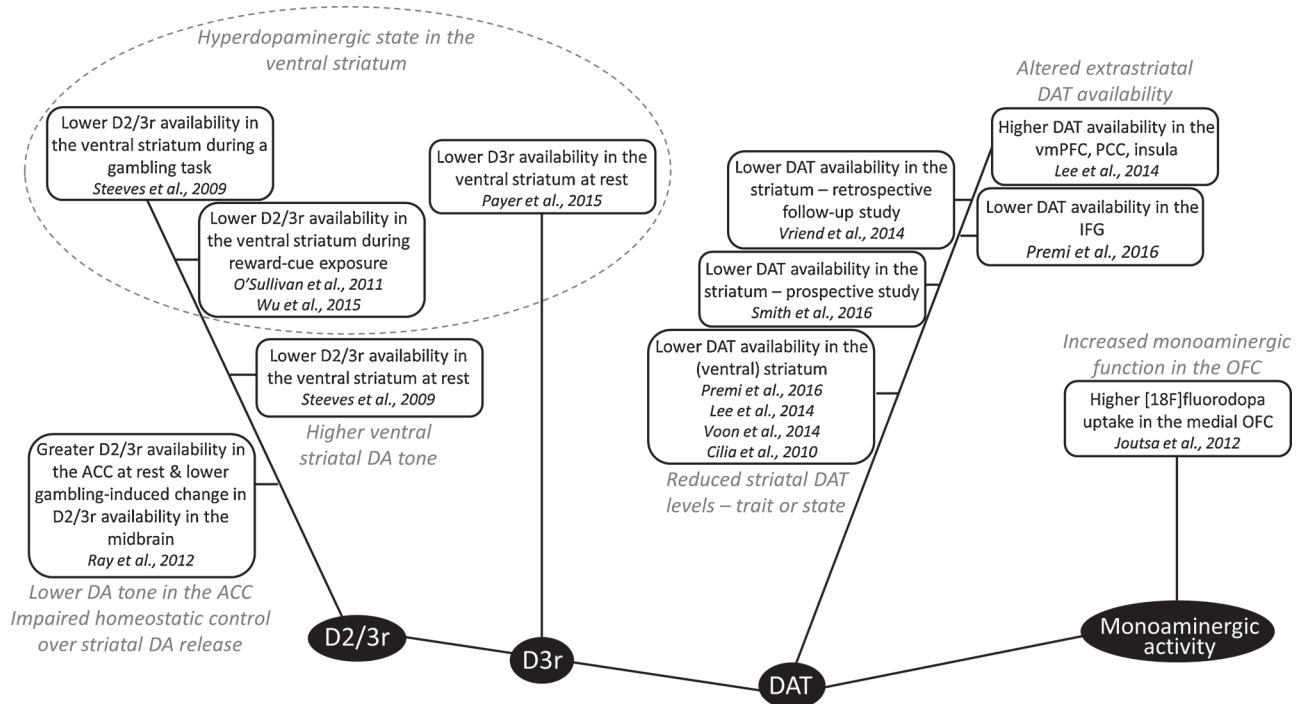 Hyperdopaminergic state in the
ventral striatum
Lower D2/3r availability in
the ventral striatum during a
gambling task
Steeves et al., 2009
Lower D2/3r availability in
the ventral striatum during
reward-cue exposure
O'Sullivan et al., 2011
Wu et al., 2015
Lower D3r availability in the
ventral striatum at rest
Payer et al., 2015
Lower D2/3r availability in
the ventral striatum at rest
Steeves et al., 2009
Higher ventral
striatal DA tone
Greater D2/3r availability in
the ACC at rest & lower
gambling-induced change in
D2/3r availability in the
midbrain
Ray et al., 2012
Lower DA tone in the ACC
Impaired homeostatic control
over striatal DA release
Altered extrastriatal
DAT availability
Higher DAT availability in the
vmPFC, PCC, insula
Lee et al., 2014
Lower DAT availability in the
IFG
Premi et al., 2016
Lower DAT availability in the
striatum – retrospective
follow-up study
Vriend et al., 2014
Lower DAT availability in the
striatum – prospective study
Smith et al., 2016
Lower DAT availability in the
(ventral) striatum
Premi et al., 2016
Lee et al., 2014
Voon et al., 2014
Cilia et al., 2010
Reduced striatal DAT
levels – trait or state
Increased monoaminergic
function in the OFC
Higher [18F]fluorodopa
uptake in the medial OFC
Joutsa et al., 2012
D2/3r
D3r
DAT
Monoaminergic
activity